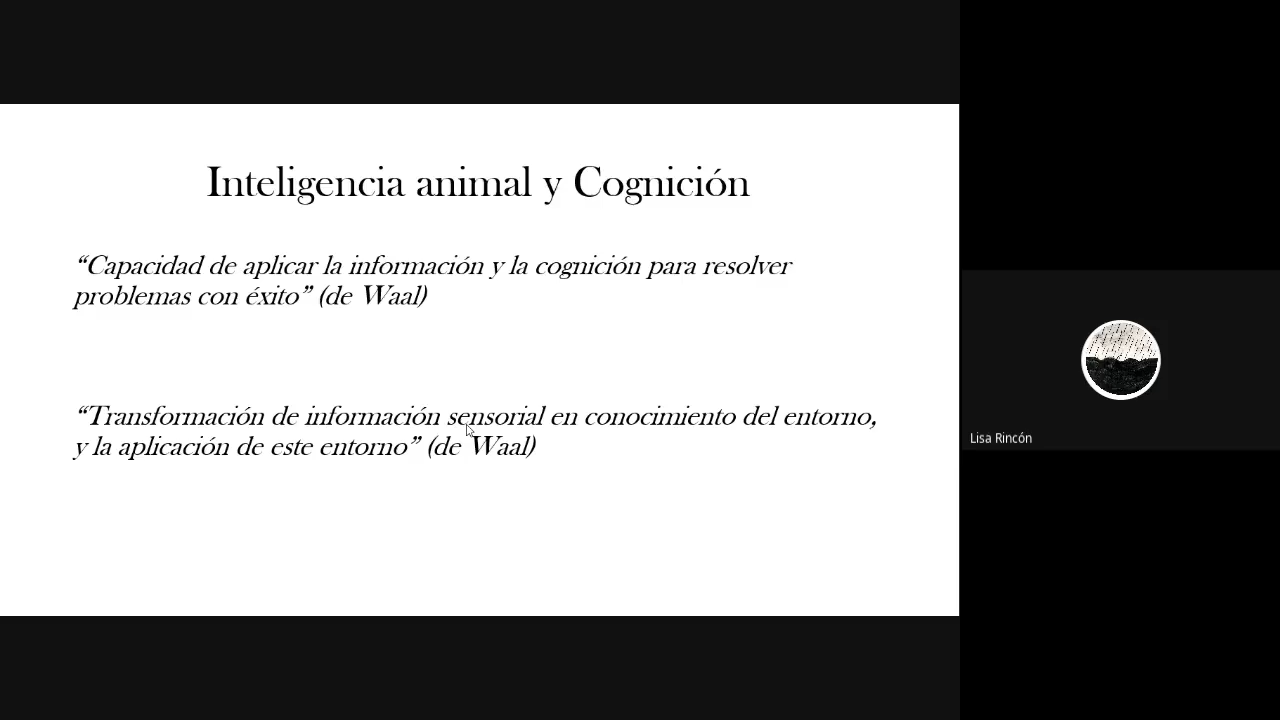 Inteligencia animal y Cognición
“Capacidad de aplicar la información y la cognición para resolver
problemas con éxito” (de Waal)
“Transformación de información sensorial en conocimiento del entorno,
y la aplicación de este entorno” (de Waal)
Lisa Rincón